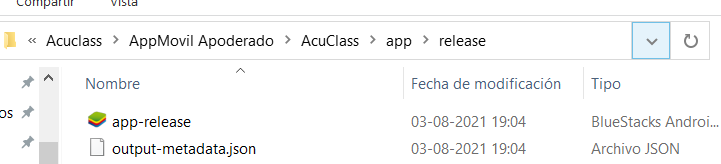 Compartir Vista
« Acuclass > AppMovil Apoderado > AcuClass > app > release
Nombre Fecha de modificación Tipo
app-release 03-08-2021 19:04 BlueStacks Androi...
os
output-metadata.json 03-08-2021 19:04 Archivo JSON